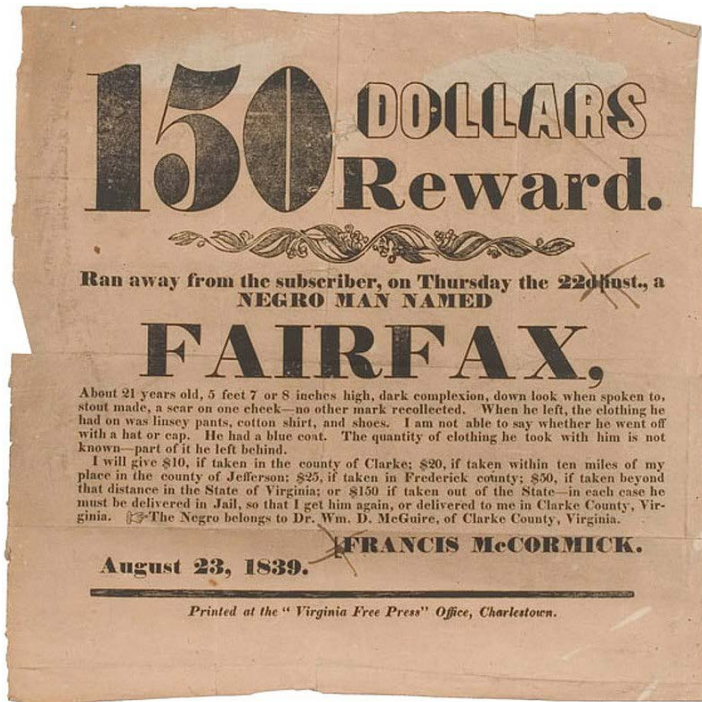 150 DOLLARS
Reward.
Ran away from the subscriber, on Thursday the 22d inst., a
NEGRO MAN NAMED
FAIRFAX,
About 21 years old, 5 feet 7 or 8 inches high, dark complexion, down look when spoken to,
stout made, a scar on one cheek—no other mark recollected. When he left, the clothing he
had on was linsey pants, cotton shirt, and shoes. I am not able to say whether he went off
with a hat or cap. He had a blue coat. The quantity of clothing he took with him is not
known—part of it he left behind.
I will give $10, if taken in the county of Clarke; $20, if taken within ten miles of my
place in the county of Jefferson; $25, if taken in Frederick county; $50, if taken beyond
that distance in the State of Virginia; or $150 if taken out of the State—in each case he
must be delivered in Jail, so that I get him again, or delivered to me in Clarke County, Vir-
ginia. ☞The Negro belongs to Dr. Wm. D. McGuire, of Clarke County, Virginia.
FRANCIS McCORMICK.
August 23, 1839.
Printed at the “ Virginia Free Press” Office, Charlestown.